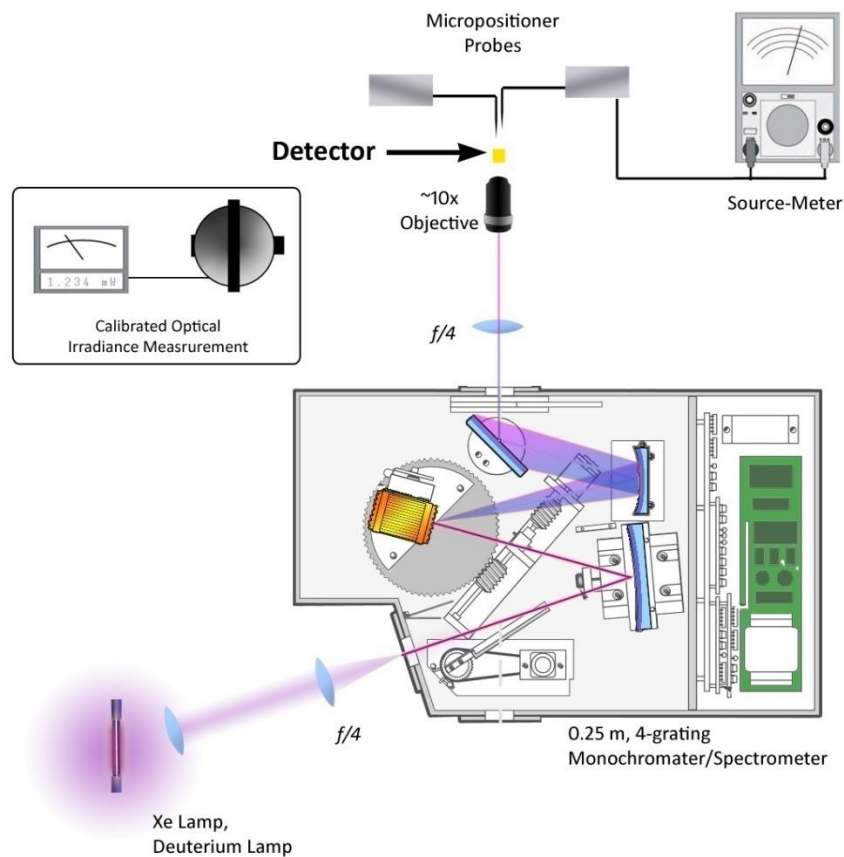 Micropositioner
Probes
Detector
~10x
Objective
Source-Meter
1.234 mW
Calibrated Optical
Irradiance Measrurement
f/4
f/4
0.25 m, 4-grating
Monochromater/Spectrometer
Xe Lamp,
Deuterium Lamp